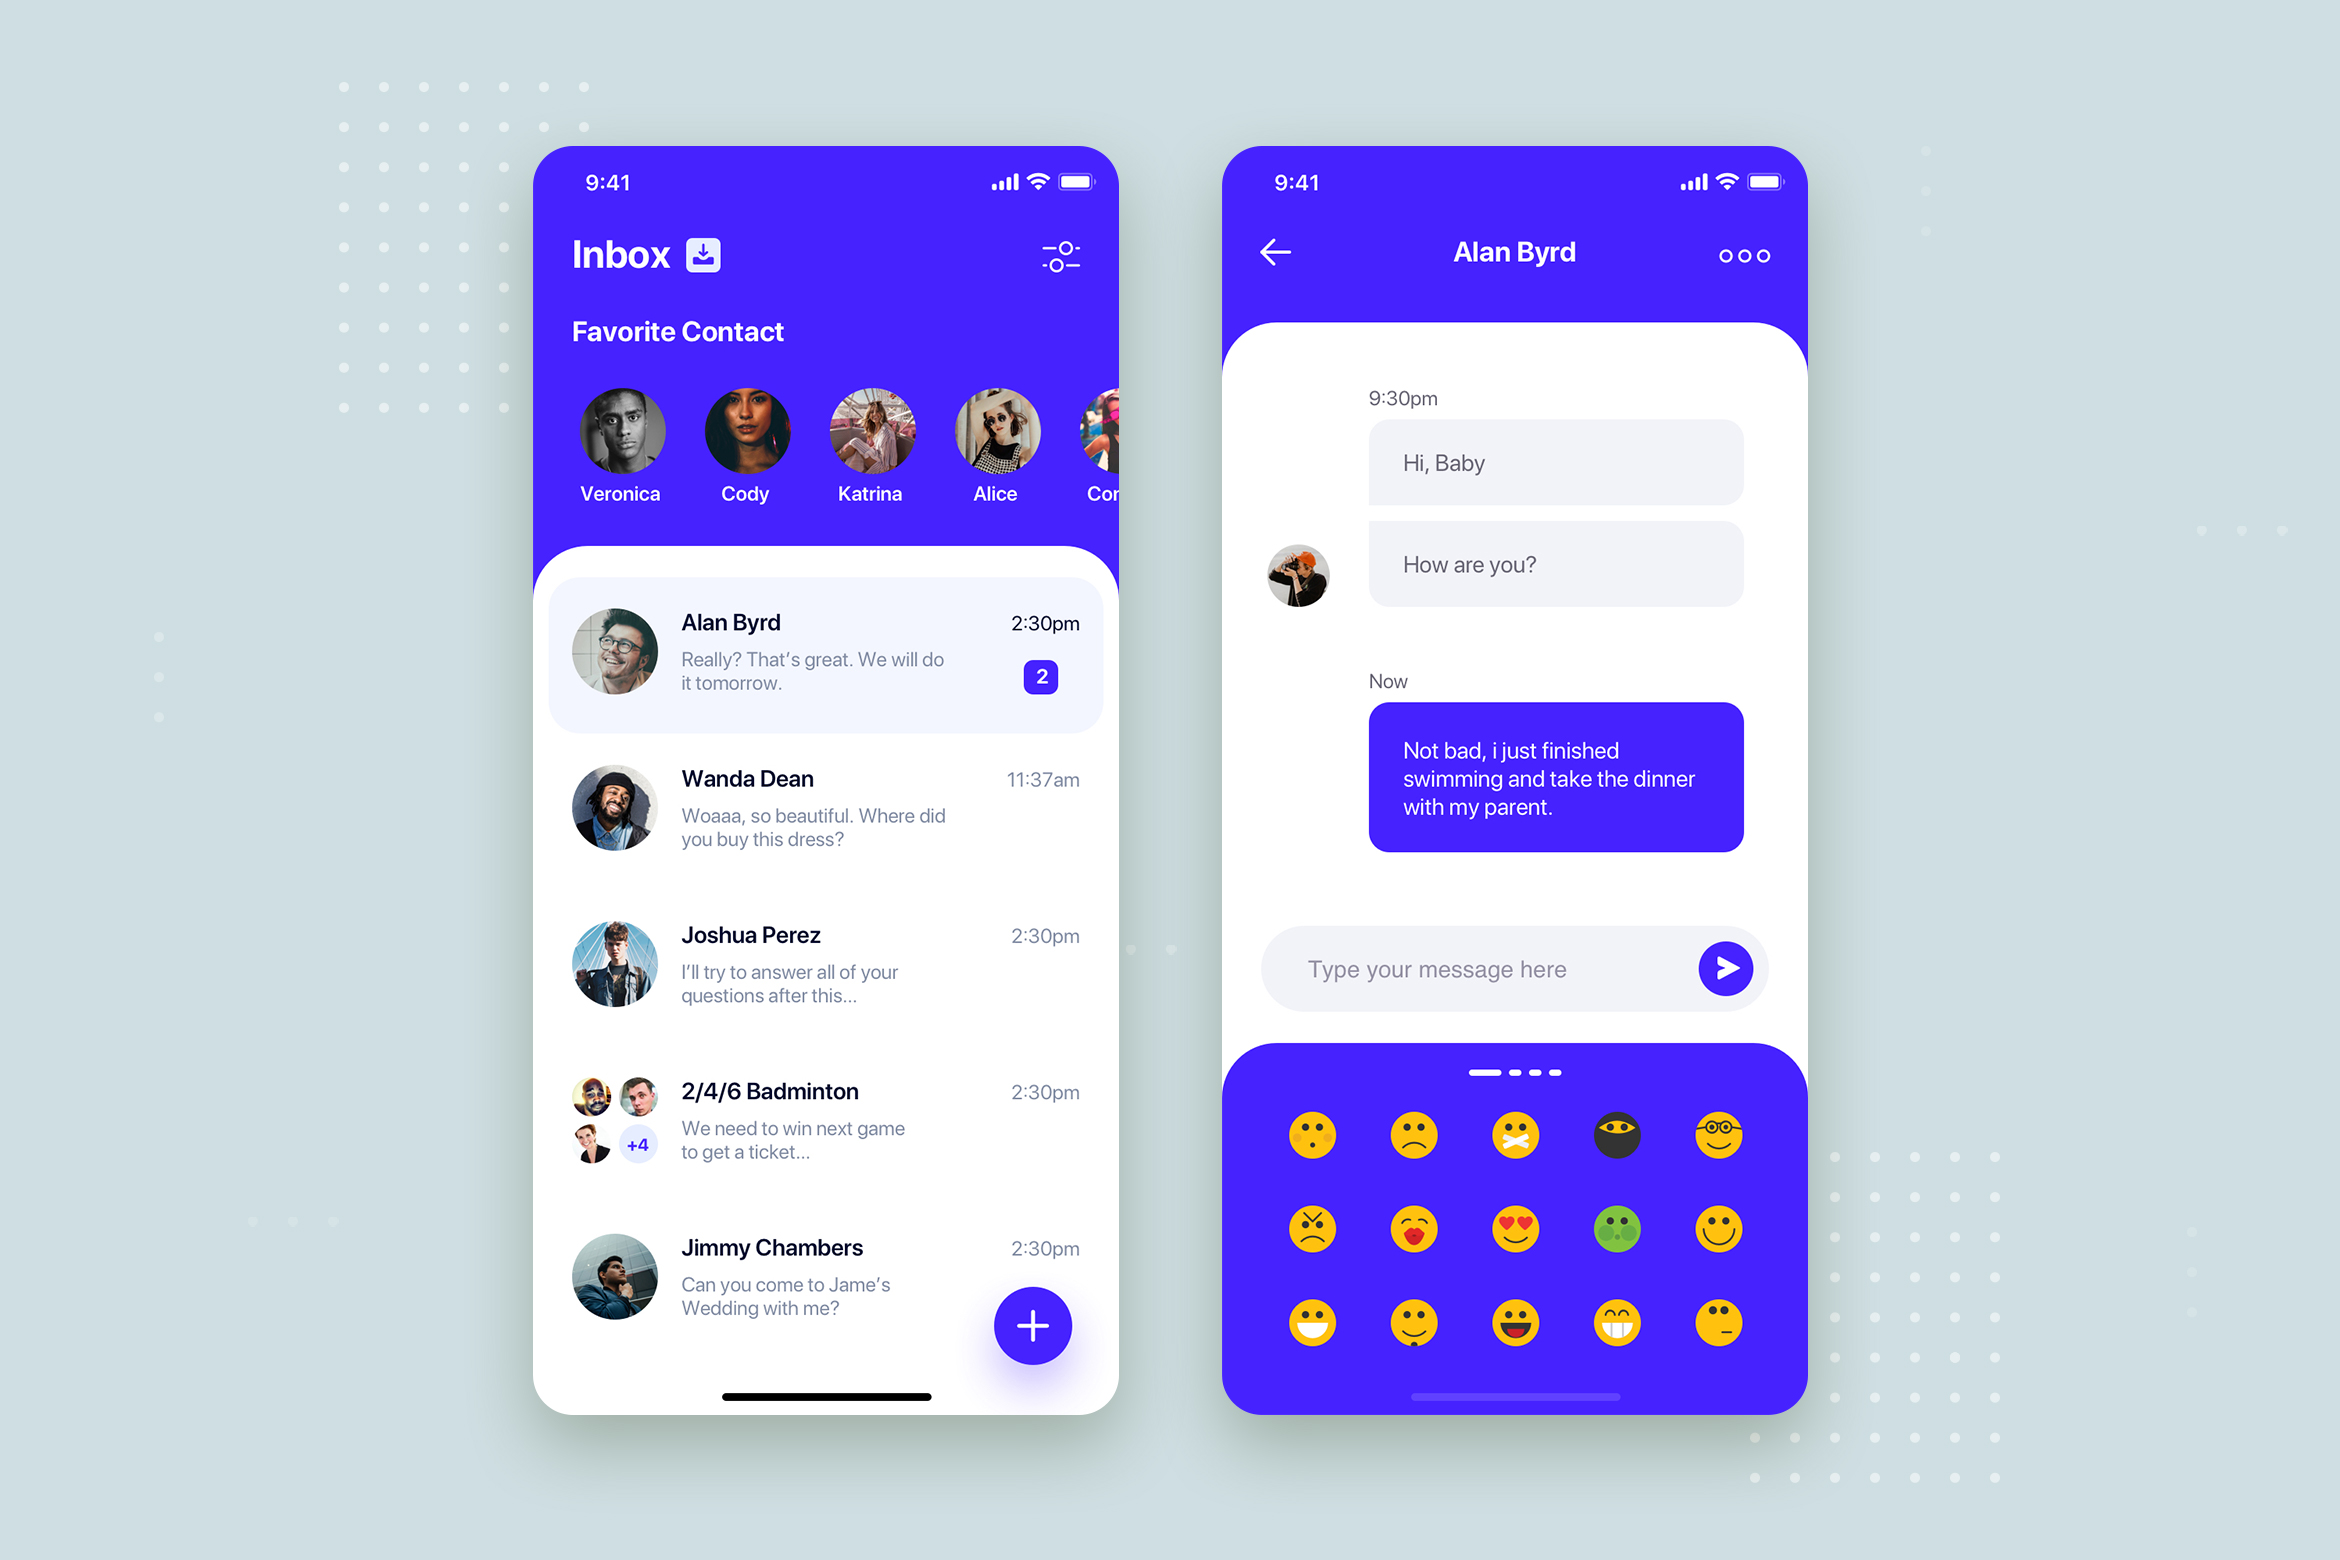 9:41
Inbox
Favorite Contact
Veronica
Cody
Katrina
Alice
Alan Byrd
2:30pm
Really? That's great. We will do
it tomorrow.
2
Wanda Dean
11:37am
Woaaa, so beautiful. Where did
you buy this dress?
Joshua Perez
2:30pm
I'll try to answer all of your
questions after this...
2/4/6 Badminton
2:30pm
We need to win next game
to get a ticket...
+4
Jimmy Chambers
2:30pm
Can you come to Jame's
Wedding with me?
9:41
Alan Byrd
9:30pm
Hi, Baby
How are you?
Now
Not bad, i just finished
swimming and take the dinner
with my parent.
Type your message here